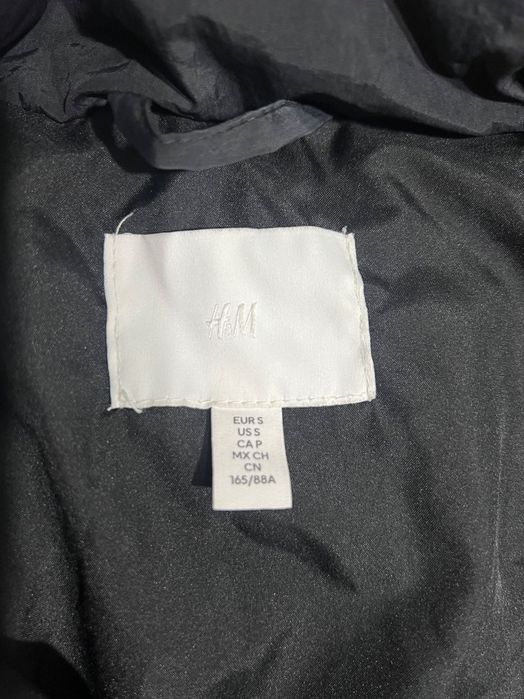 H&M
EUR S
US S
CA P
MX CH
CN
165/88A